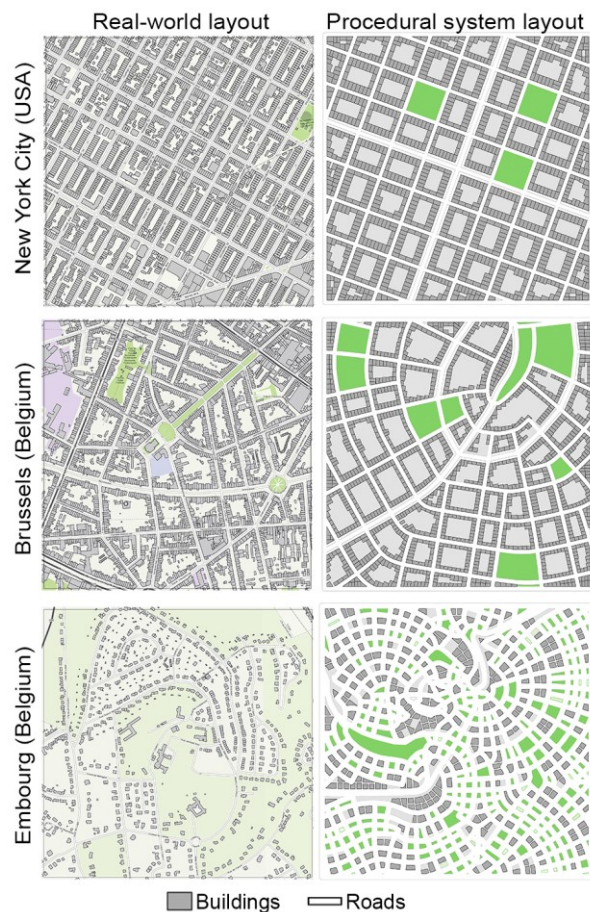 Real-world layout
Procedural system layout
New York City (USA)
Brussels (Belgium)
Embourg (Belgium)
Buildings
Roads